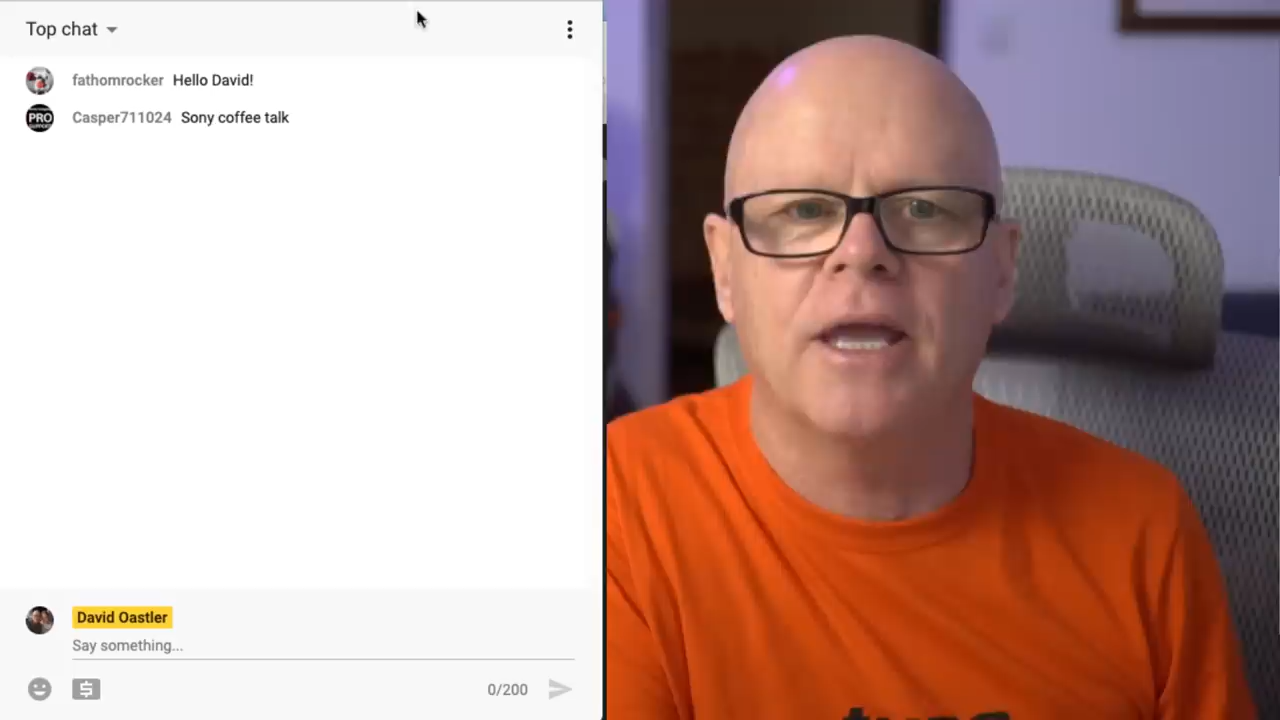 Top chat
fathomrocker Hello David!
PRO
Casper711024 Sony coffee talk
David Oastler
Say something...
0/200